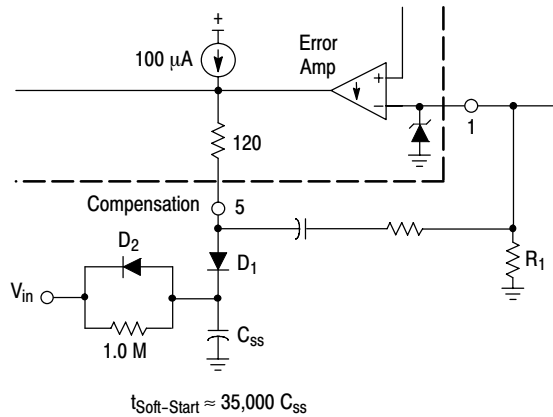 +
100 μA
Error
Amp
+
−
120
1
Compensation
5
D2
D1
R1
Vin
1.0 M
Css
tSoft-Start ≈ 35,000 Css